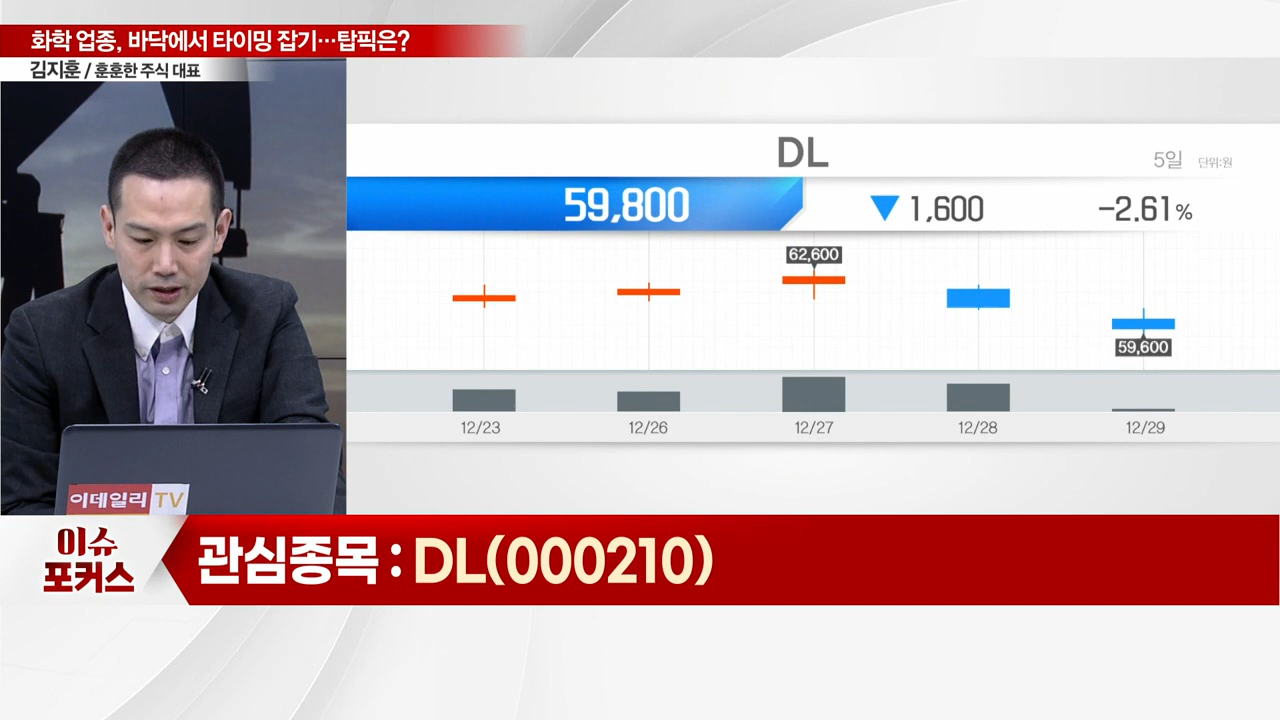 화학 업종, 바닥에서 타이밍 잡기…탑픽은?
김지훈 / 훈훈한 주식 대표
DL
5일 단위:원
59,800 ▼ 1,600 -2.61%
62,600
59,600
12/23 12/26 12/27 12/28 12/29
이데일리 TV
이슈
포커스
관심종목 : DL(000210)